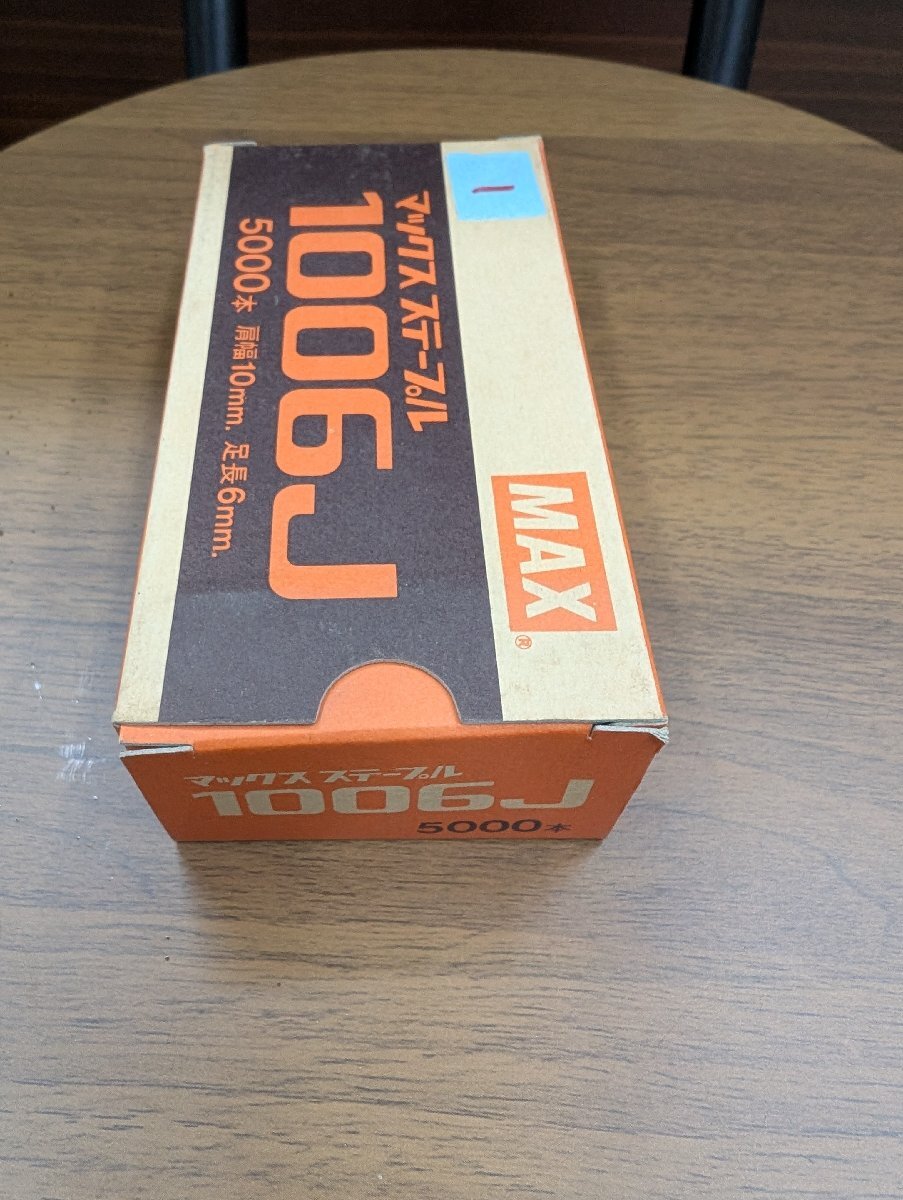 1
マックス ステープル
1006J
5000本 肩幅10mm. 足長6mm.
MAX
®
マックス ステープル
1006J
5000本